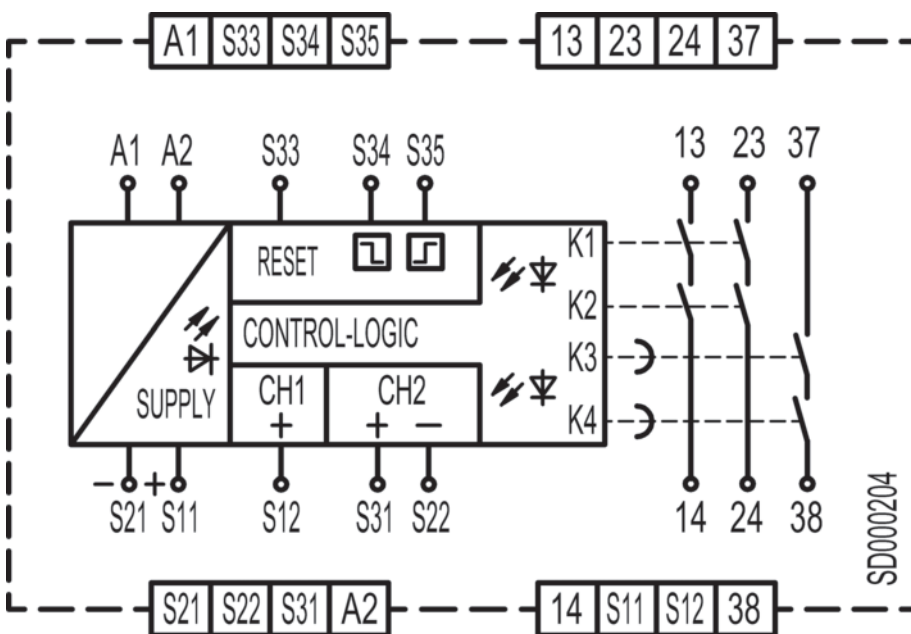 A1 S33 S34 S35 13 23 24 37
A1 A2 S33 S34 S35 13 23 37
RESET K1
K2
CONTROL-LOGIC
K3
SUPPLY CH1 CH2
K4
+ + −
− +
S21 S11 S12 S31 S22 14 24 38
SD000204
S21 S22 S31 A2 14 S11 S12 38